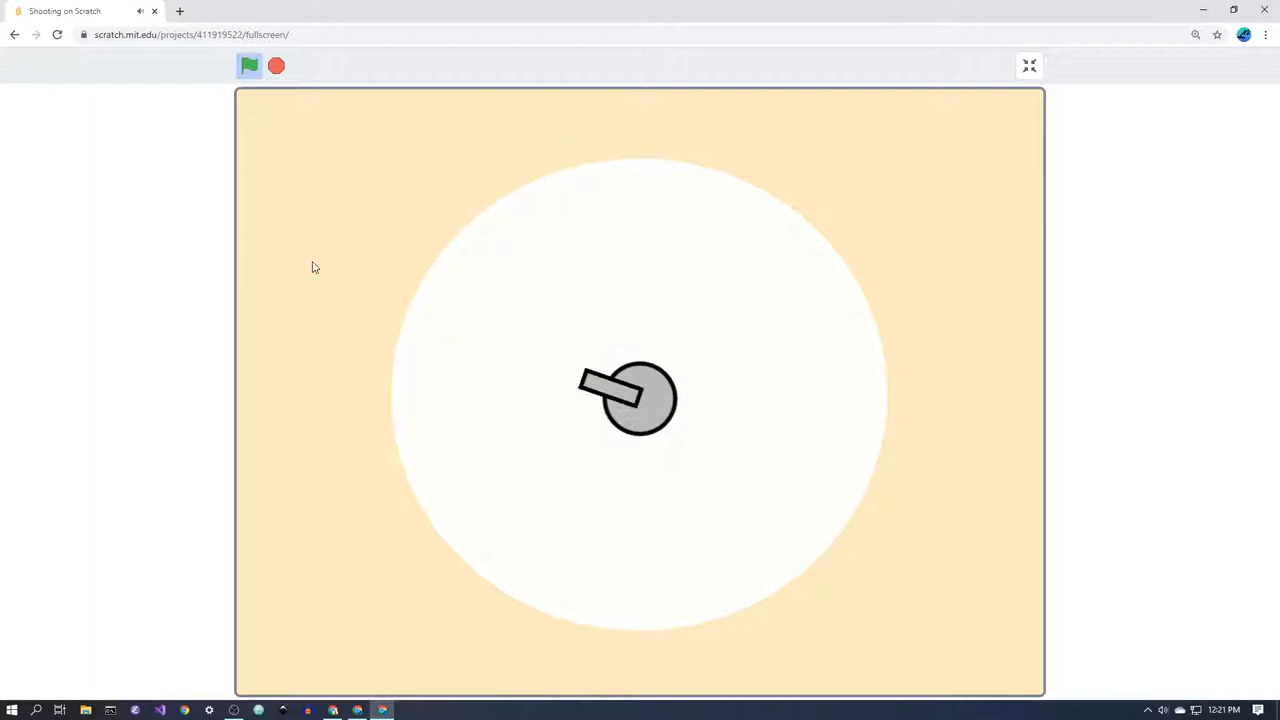 Shooting on Scratch
scratch.mit.edu/projects/411919522/fullscreen/
12:21 PM